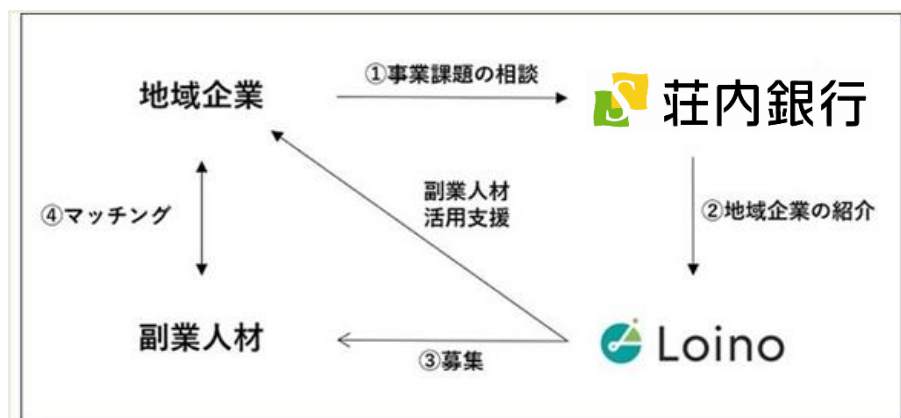 ①事業課題の相談
地域企業
S
荘内銀行
副業人材
活用支援
④マッチング
②地域企業の紹介
副業人材
③募集
Loino